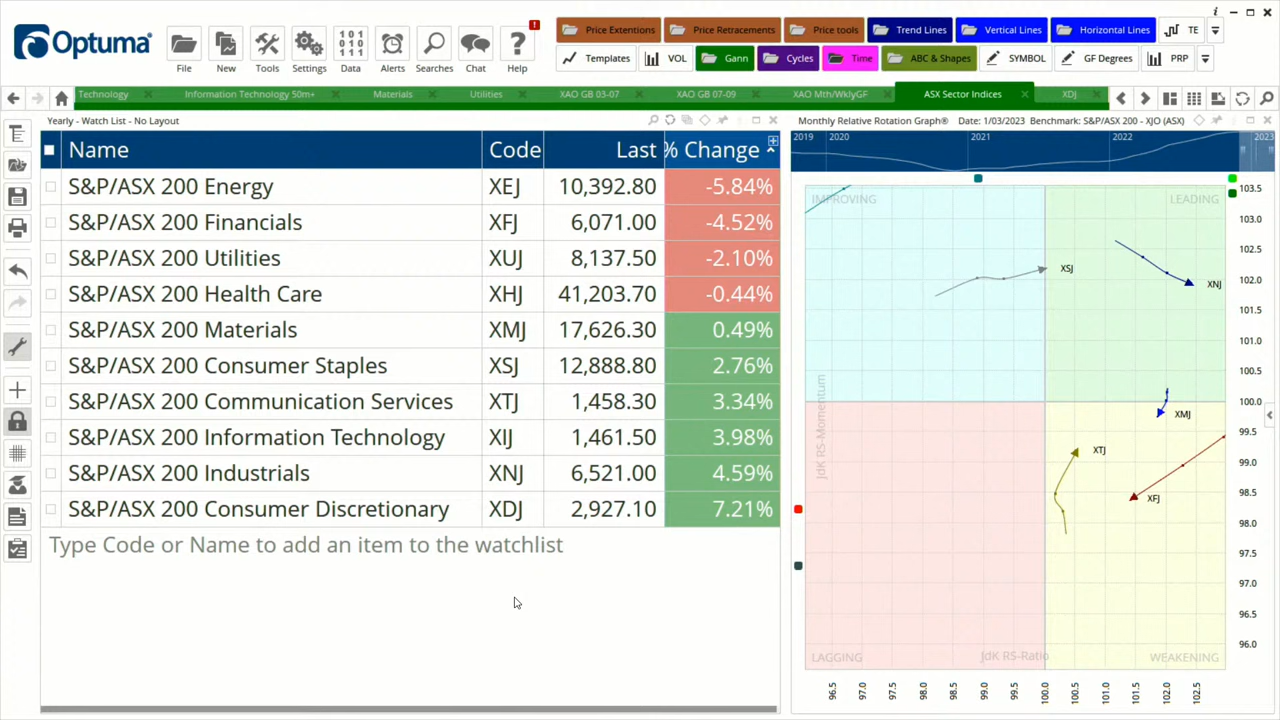 Optuma
File
New
Tools
Settings
Data
Alerts
Searches
Chat
Help
Price Extentions
Price Retracements
Price tools
Trend Lines
Vertical Lines
Horizontal Lines
TE
Templates
VOL
Gann
Cycles
Time
ABC & Shapes
SYMBOL
GF Degrees
PRP
Technology
Information Technology 50m+
Materials
Utilities
XAO GB 03-07
XAO GB 07-09
XAO Mth/WklyGF
ASX Sector Indices
XDJ
Yearly - Watch List - No Layout
Name Code Last % Change
S&P/ASX 200 Energy XEJ 10,392.80 -5.84%
S&P/ASX 200 Financials XFJ 6,071.00 -4.52%
S&P/ASX 200 Utilities XUJ 8,137.50 -2.10%
S&P/ASX 200 Health Care XHJ 41,203.70 -0.44%
S&P/ASX 200 Materials XMJ 17,626.30 0.49%
S&P/ASX 200 Consumer Staples XSJ 12,888.80 2.76%
S&P/ASX 200 Communication Services XTJ 1,458.30 3.34%
S&P/ASX 200 Information Technology XIJ 1,461.50 3.98%
S&P/ASX 200 Industrials XNJ 6,521.00 4.59%
S&P/ASX 200 Consumer Discretionary XDJ 2,927.10 7.21%
Type Code or Name to add an item to the watchlist
Monthly Relative Rotation Graph® Date: 1/03/2023 Benchmark: S&P/ASX 200 - XJO (ASX)
2019 2020 2021 2022 2023
IMPROVING
LEADING
XSJ
XNJ
XMJ
XTJ
XFJ
JdK RS-Momentum
LAGGING
JdK RS-Ratio
WEAKENING
103.5
103.0
102.5
102.0
101.5
101.0
100.5
100.0
99.5
99.0
98.5
98.0
97.5
97.0
96.5
96.0
96.5 97.0 97.5 98.0 98.5 99.0 99.5 100.0 100.5 101.0 101.5 102.0 102.5